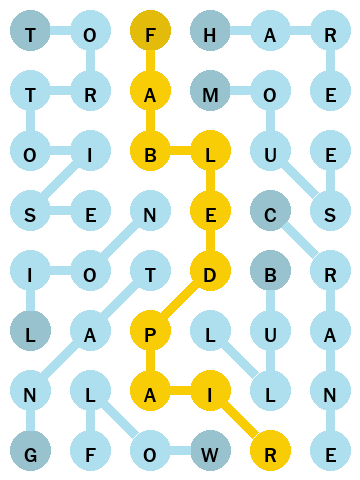 T O F H A R
T R A M O E
O I B L U E
S E N E C S
I O T D B R
L A P L U A
N L A I L N
G F O W R E